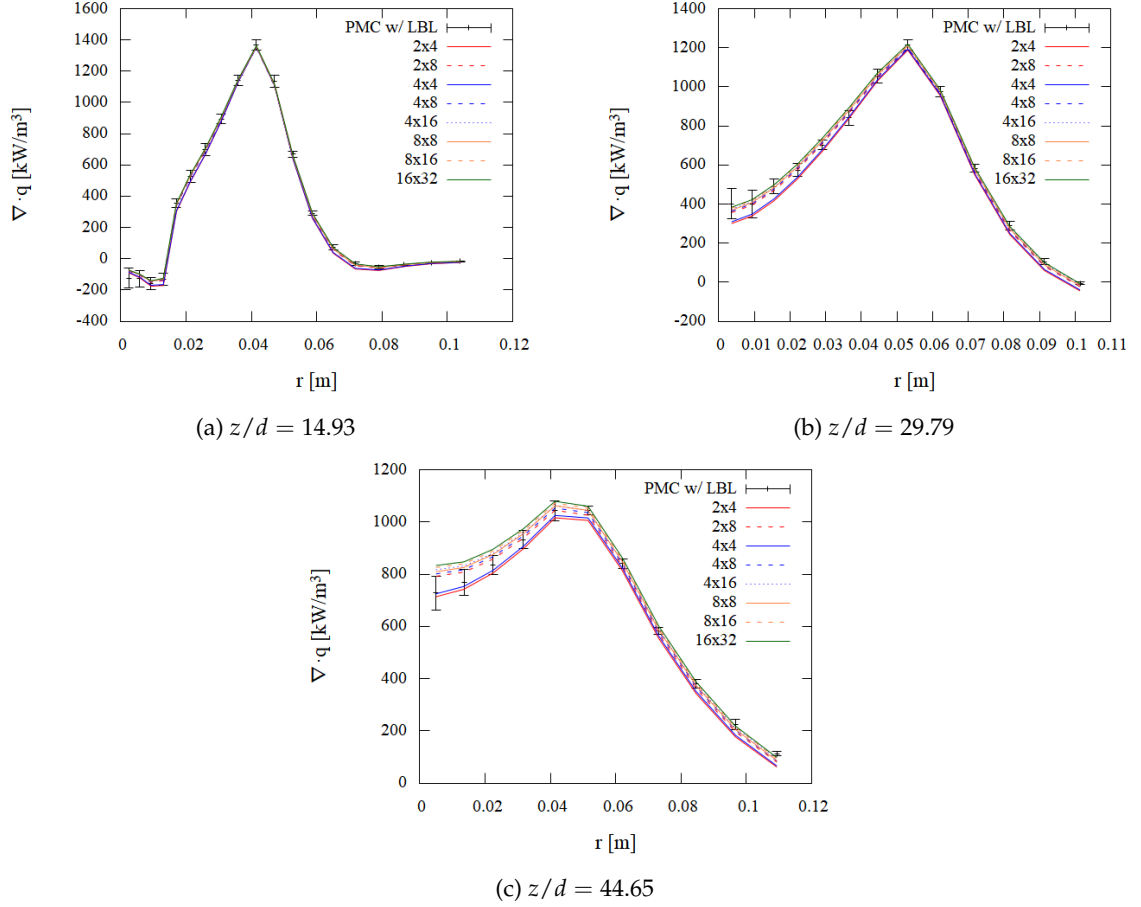 1600
1400
1200
1000
800
600
400
200
0
-200
-400
∇·q [kW/m³]
PMC w/ LBL
2x4
2x8
4x4
4x8
4x16
8x8
8x16
16x32
0 0.02 0.04 0.06 0.08 0.1 0.12
r [m]
(a) z/d = 14.93
1400
1200
1000
800
600
400
200
0
-200
∇·q [kW/m³]
PMC w/ LBL
2x4
2x8
4x4
4x8
4x16
8x8
8x16
16x32
0 0.01 0.02 0.03 0.04 0.05 0.06 0.07 0.08 0.09 0.1 0.11
r [m]
(b) z/d = 29.79
1200
1000
800
600
400
200
0
∇·q [kW/m³]
PMC w/ LBL
2x4
2x8
4x4
4x8
4x16
8x8
8x16
16x32
0 0.02 0.04 0.06 0.08 0.1 0.12
r [m]
(c) z/d = 44.65